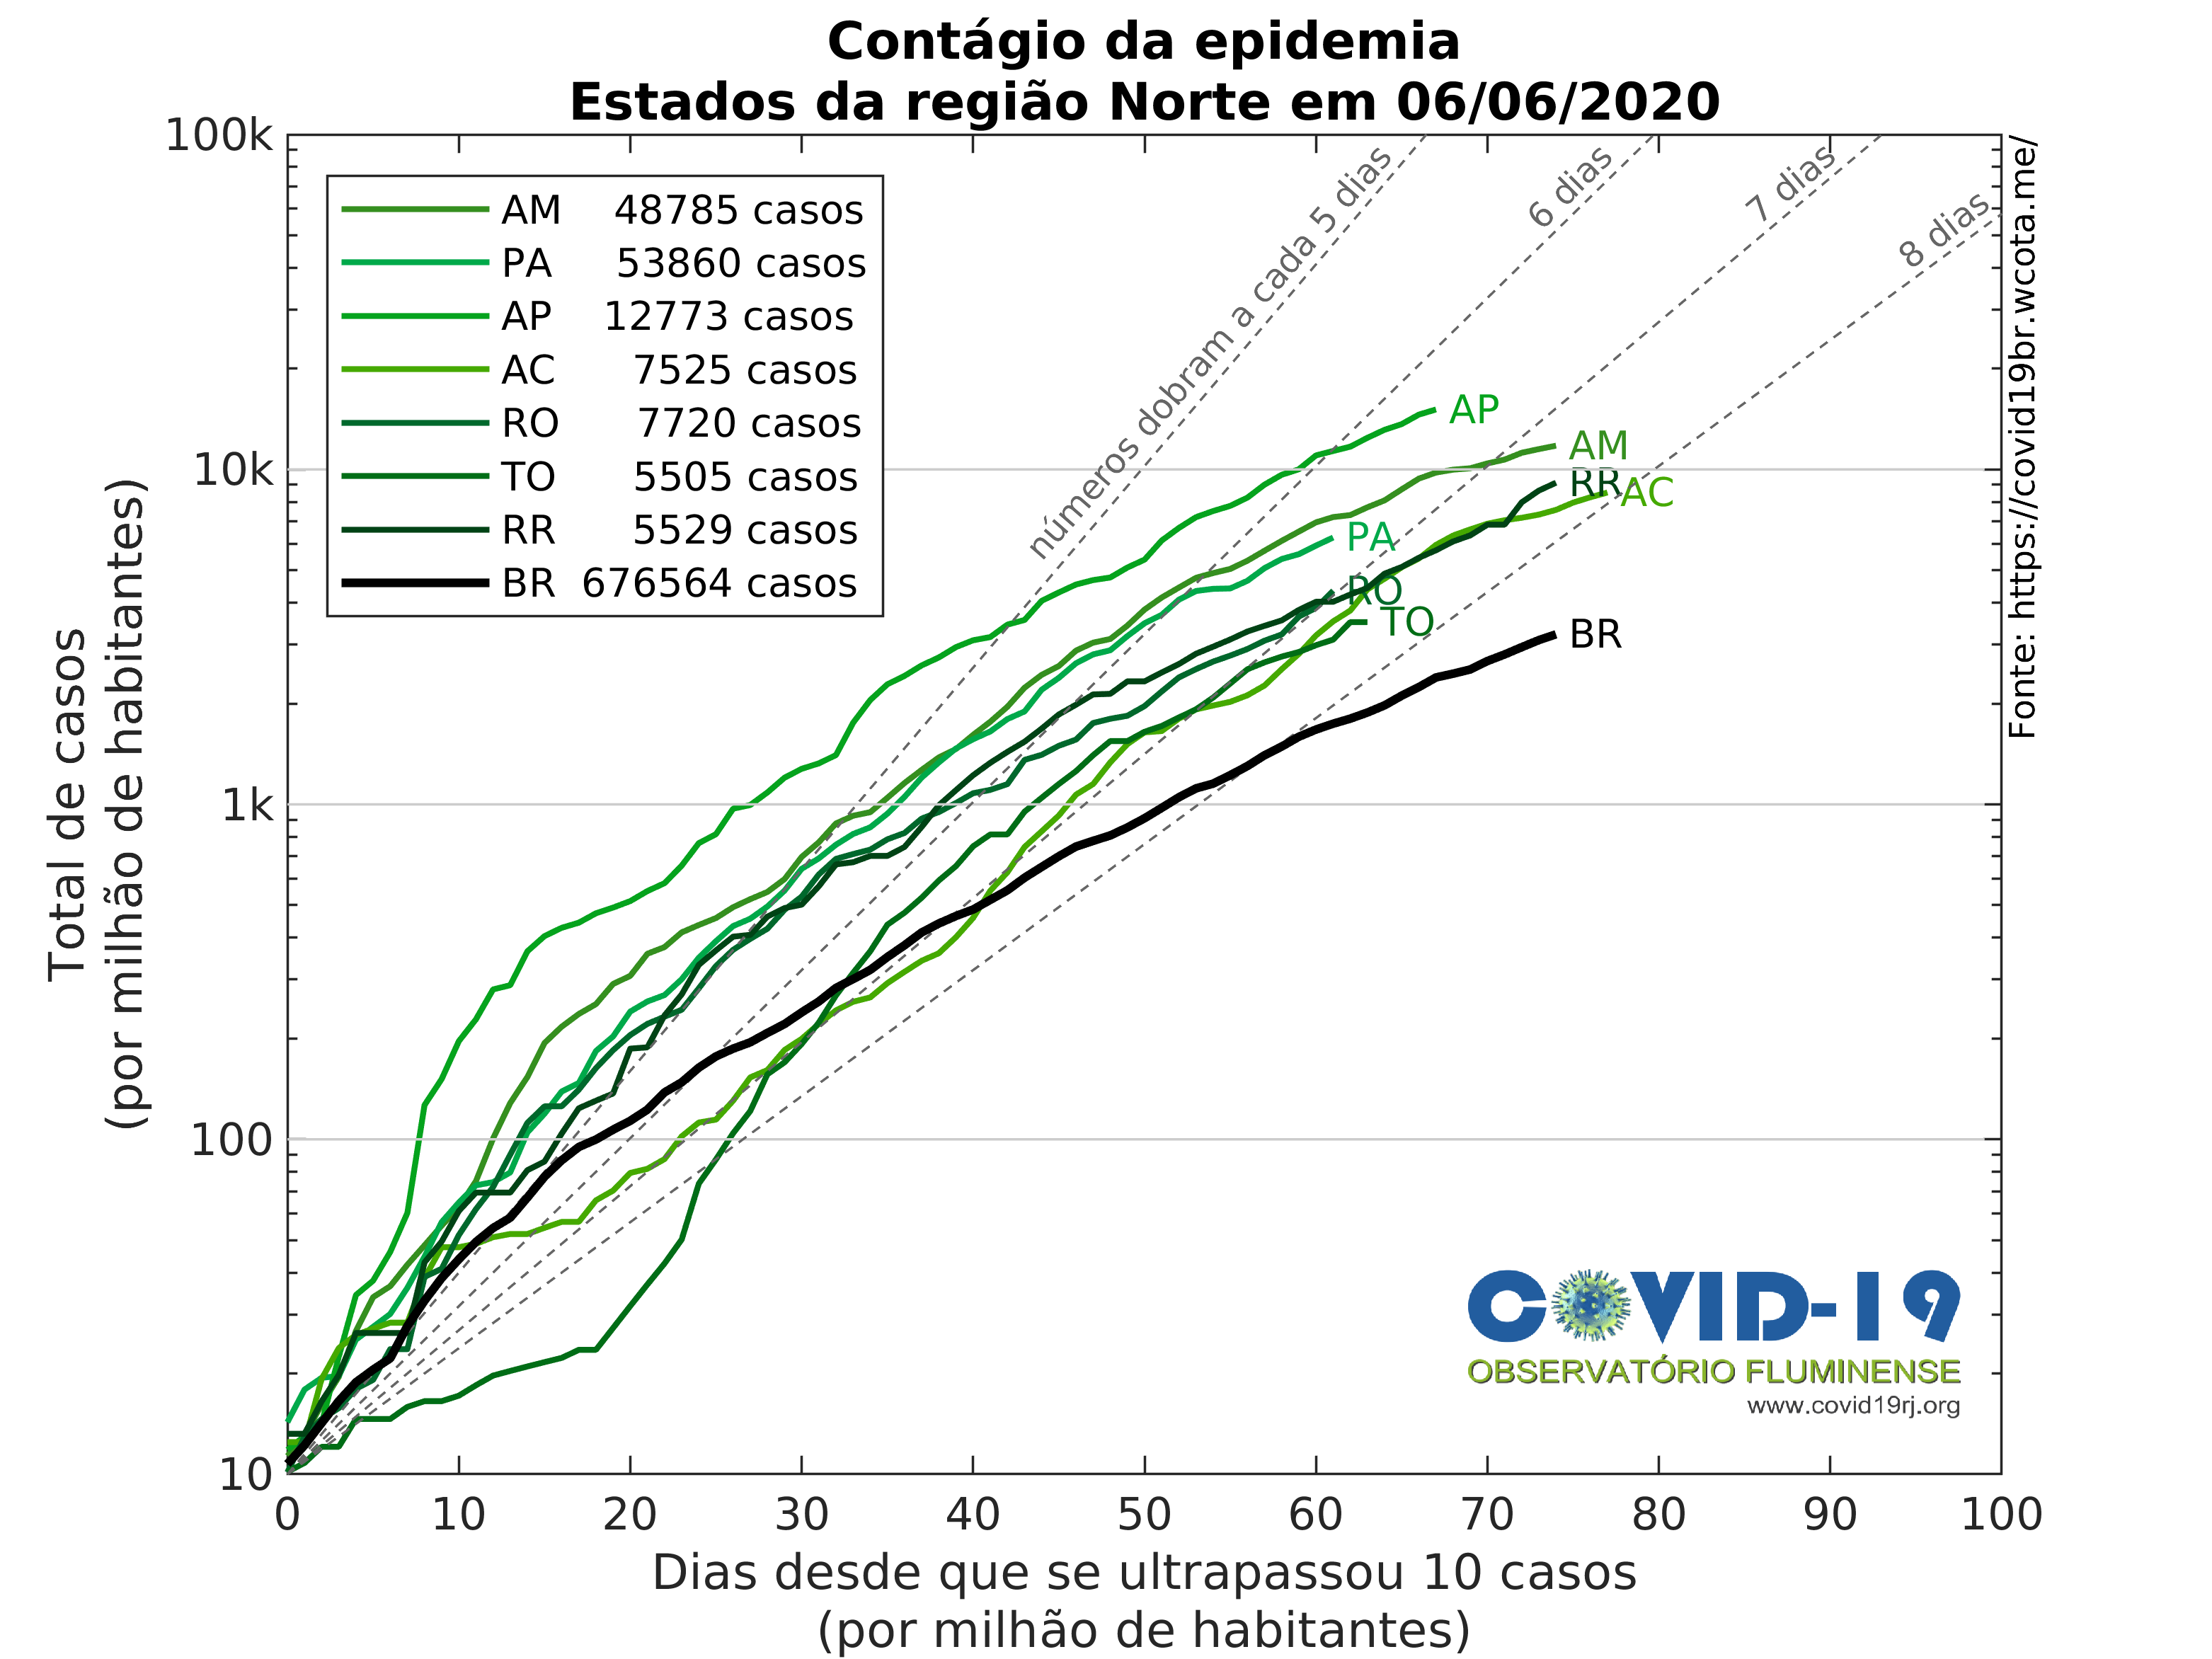 Contágio da epidemia
Estados da região Norte em 06/06/2020
Total de casos
(por milhão de habitantes)
100k
10k
1k
100
10
AM 48785 casos
PA 53860 casos
AP 12773 casos
AC 7525 casos
RO 7720 casos
TO 5505 casos
RR 5529 casos
BR 676564 casos
números dobram a cada 5 dias
6 dias
7 dias
8 dias
AP
AM
RR
AC
PA
RO
TO
BR
Fonte: https://covid19br.wcota.me/
COVID-19
OBSERVATÓRIO FLUMINENSE
www.covid19rj.org
0 10 20 30 40 50 60 70 80 90 100
Dias desde que se ultrapassou 10 casos
(por milhão de habitantes)